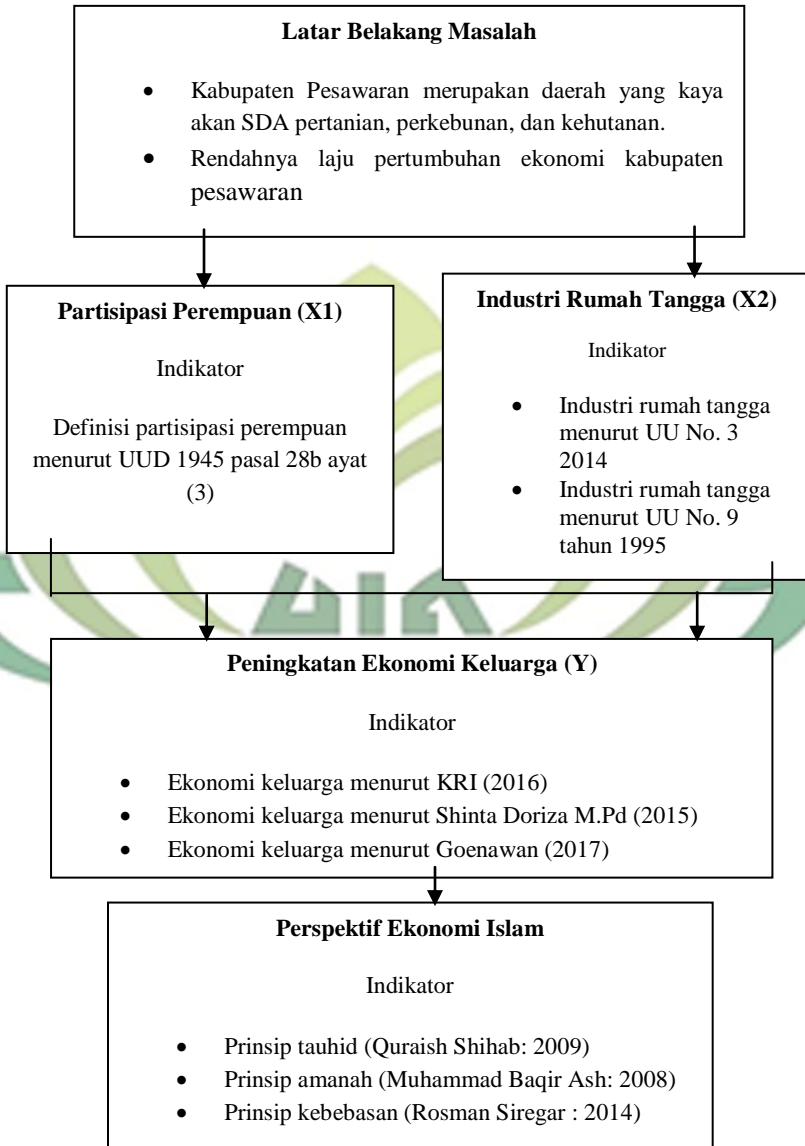 Latar Belakang Masalah
• Kabupaten Pesawaran merupakan daerah yang kaya
akan SDA pertanian, perkebunan, dan kehutanan.
• Rendahnya laju pertumbuhan ekonomi kabupaten
pesawaran
Partisipasi Perempuan (X1)
Indikator
Definisi partisipasi perempuan
menurut UUD 1945 pasal 28b ayat
(3)
Industri Rumah Tangga (X2)
Indikator
• Industri rumah tangga
menurut UU No. 3
2014
• Industri rumah tangga
menurut UU No. 9
tahun 1995
Peningkatan Ekonomi Keluarga (Y)
Indikator
• Ekonomi keluarga menurut KRI (2016)
• Ekonomi keluarga menurut Shinta Doriza M.Pd (2015)
• Ekonomi keluarga menurut Goenawan (2017)
Perspektif Ekonomi Islam
Indikator
• Prinsip tauhid (Quraish Shihab: 2009)
• Prinsip amanah (Muhammad Baqir Ash: 2008)
• Prinsip kebebasan (Rosman Siregar : 2014)